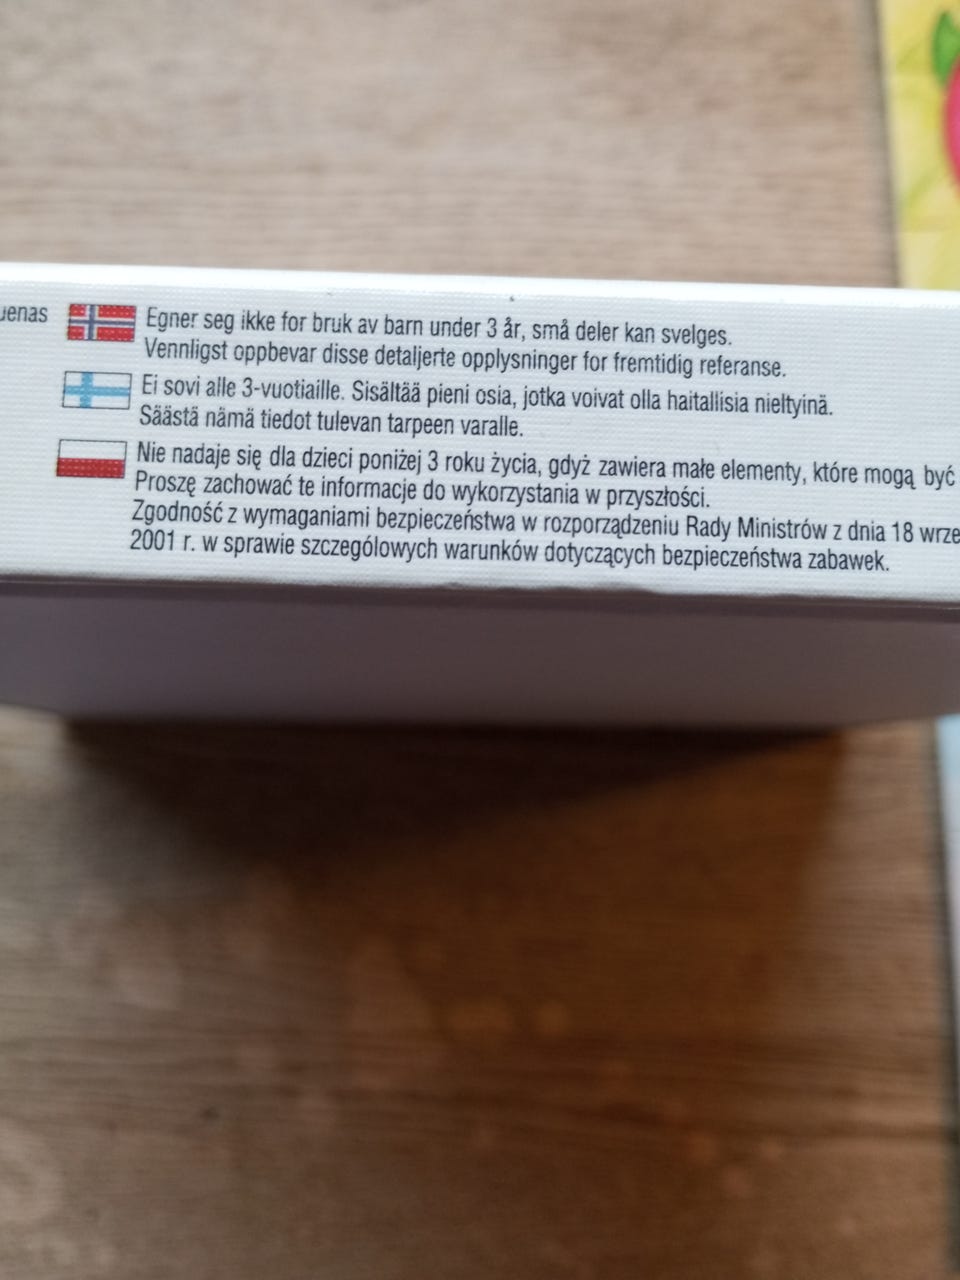 uenas
Egner seg ikke for bruk av barn under 3 år, små deler kan svelges.
Vennligst oppbevar disse detaljerte opplysninger for fremtidig referanse.
Ei sovi alle 3-vuotiaille. Sisältää pieni osia, jotka voivat olla haitallisia nieltyinä.
Säästä nämä tiedot tulevan tarpeen varalle.
Nie nadaje się dla dzieci poniżej 3 roku życia, gdyż zawiera małe elementy, które mogą być
Proszę zachować te informacje do wykorzystania w przyszłości.
Zgodność z wymaganiami bezpieczeństwa w rozporządzeniu Rady Ministrów z dnia 18 wrze
2001 r. w sprawie szczególowych warunków dotyczących bezpieczeństwa zabawek.